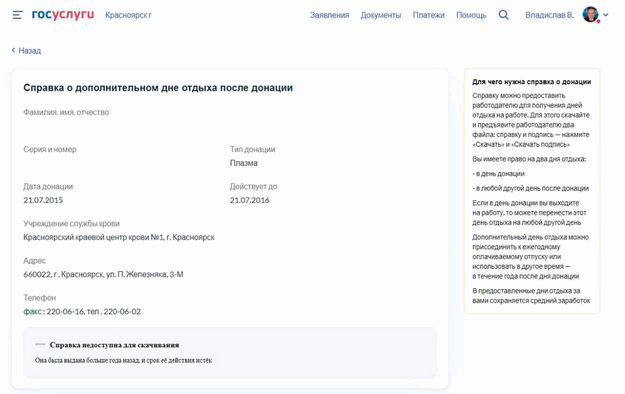 госуслуги
Красноярск г
Заявления Документы Платежи Помощь Владислав В.
Назад
Справка о дополнительном дне отдыха после донации
Фамилия, имя, отчество
Серия и номер
Тип донации
Плазма
Дата донации
21.07.2015
Действует до
21.07.2016
Учреждение службы крови
Красноярский краевой центр крови №1, г. Красноярск
Адрес
660022, г. Красноярск, ул. П. Железняка, 3-М
Телефон
факс : 220-06-16, тел . 220-06-02
Справка недоступна для скачивания
Она была выдана больше года назад, и срок её действия истёк
Для чего нужна справка о донации
Справку можно предоставить
работодателю для получения дней
отдыха на работе. Для этого скачайте
и предъявите работодателю два
файла: справку и подпись — нажмите
«Скачать» и «Скачать подпись»
Вы имеете право на два дня отдыха:
- в день донации
- в любой другой день после донации
Если в день донации вы выходите
на работу, то можете перенести этот
день отдыха на любой другой день
Дополнительный день отдыха можно
присоединить к ежегодному
оплачиваемому отпуску или
использовать в другое время —
в течение года после дня донации
В предоставленные дни отдыха за
вами сохраняется средний заработок